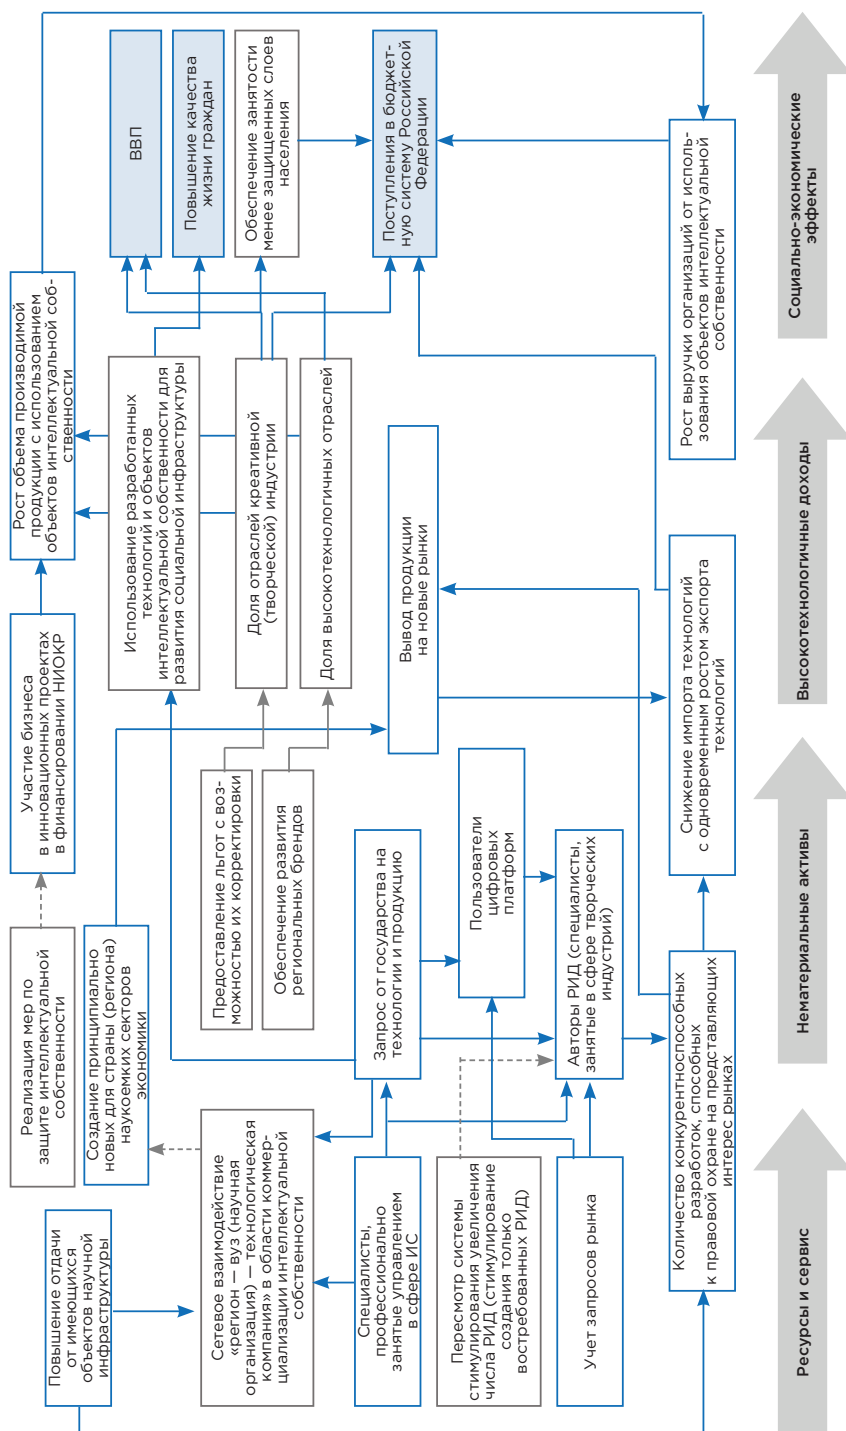 Повышение отдачи
от имеющихся
объектов научной
инфраструктуры
Сетевое взаимодействие
«регион — вуз (научная
организация) — технологическая
компания» в области коммер-
циализации интеллектуальной
собственности
Специалисты,
профессионально
занятые управлением
в сфере ИС
Пересмотр системы
стимулирования увеличения
числа РИД (стимулирование
создания только
востребованных РИД)
Учет запросов рынка
Количество конкурентноспособных
разработок, способных
к правовой охране на представляющих
интерес рынках
Реализация мер по
защите интеллектуальной
собственности
Создание принципиально
новых для страны (региона)
наукоемких секторов
экономики
Предоставление льгот с воз-
можностью их корректировки
Обеспечение развития
региональных брендов
Запрос от государства на
технологии и продукцию
Пользователи
цифровых
платформ
Авторы РИД (специалисты,
занятые в сфере творческих
индустрий)
Участие бизнеса
в инновационных проектах
в финансировании НИОКР
Использование разработанных
технологий и объектов
интеллектуальной собственности для
развития социальной инфраструктуры
Доля отраслей креативной
(творческой) индустрии
Доля высокотехнологичных отраслей
Вывод продукции
на новые рынки
Снижение импорта технологий
с одновременным ростом экспорта
технологий
Рост объема производимой
продукции с использованием
объектов интеллектуальной соб-
ственности
ВВП
Повышение качества
жизни граждан
Обеспечение занятости
менее защищенных слоев
населения
Поступления в бюджет-
ную систему Российской
Федерации
Рост выручки организаций от исполь-
зования объектов интеллектуальной
собственности
Ресурсы и сервис
Нематериальные активы
Высокотехнологичные доходы
Социально-экономические
эффекты